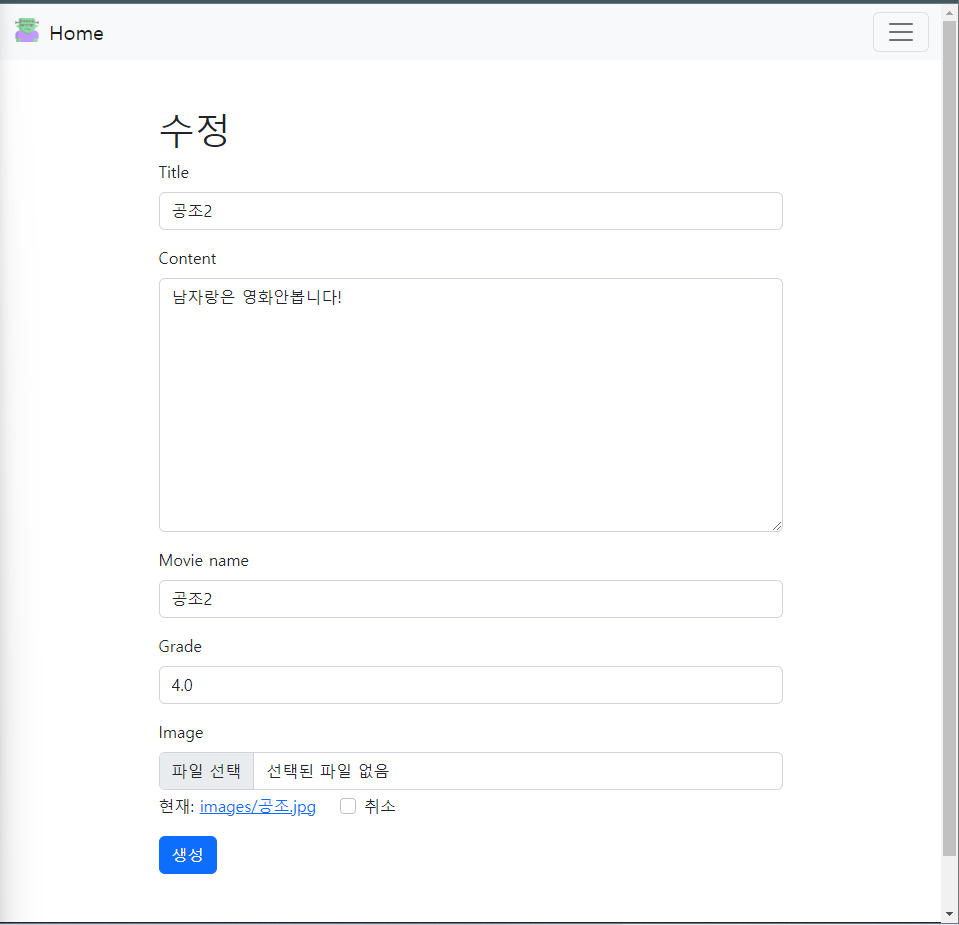 Home
수정
Title
공조2
Content
남자랑은 영화안봅니다!
Movie name
공조2
Grade
4.0
Image
파일 선택 선택된 파일 없음
현재: images/공조.jpg 취소
생성